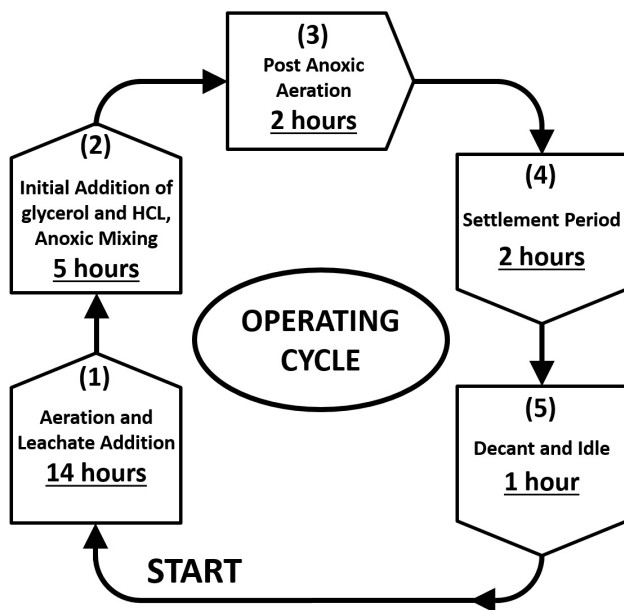 (3)
Post Anoxic
Aeration
2 hours
(2)
Initial Addition of
glycerol and HCL,
Anoxic Mixing
5 hours
(4)
Settlement Period
2 hours
OPERATING
CYCLE
(1)
Aeration and
Leachate Addition
14 hours
(5)
Decant and Idle
1 hour
START